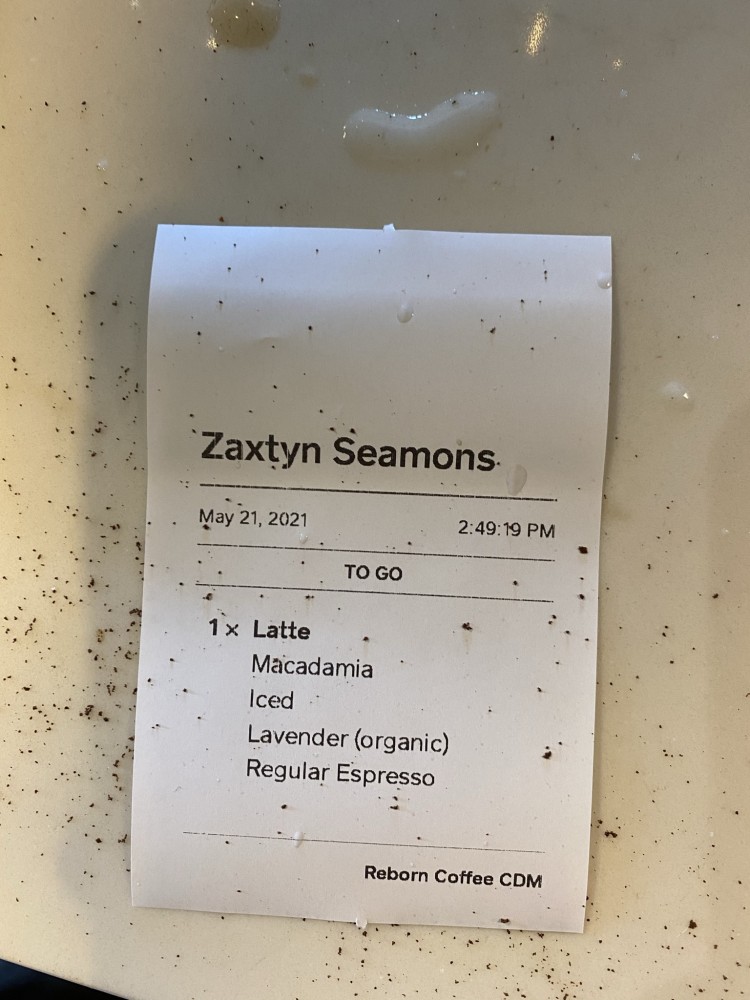 Zaxtyn Seamons
May 21, 2021 2:49:19 PM
TO GO
1 x Latte
Macadamia
Iced
Lavender (organic)
Regular Espresso
Reborn Coffee CDM